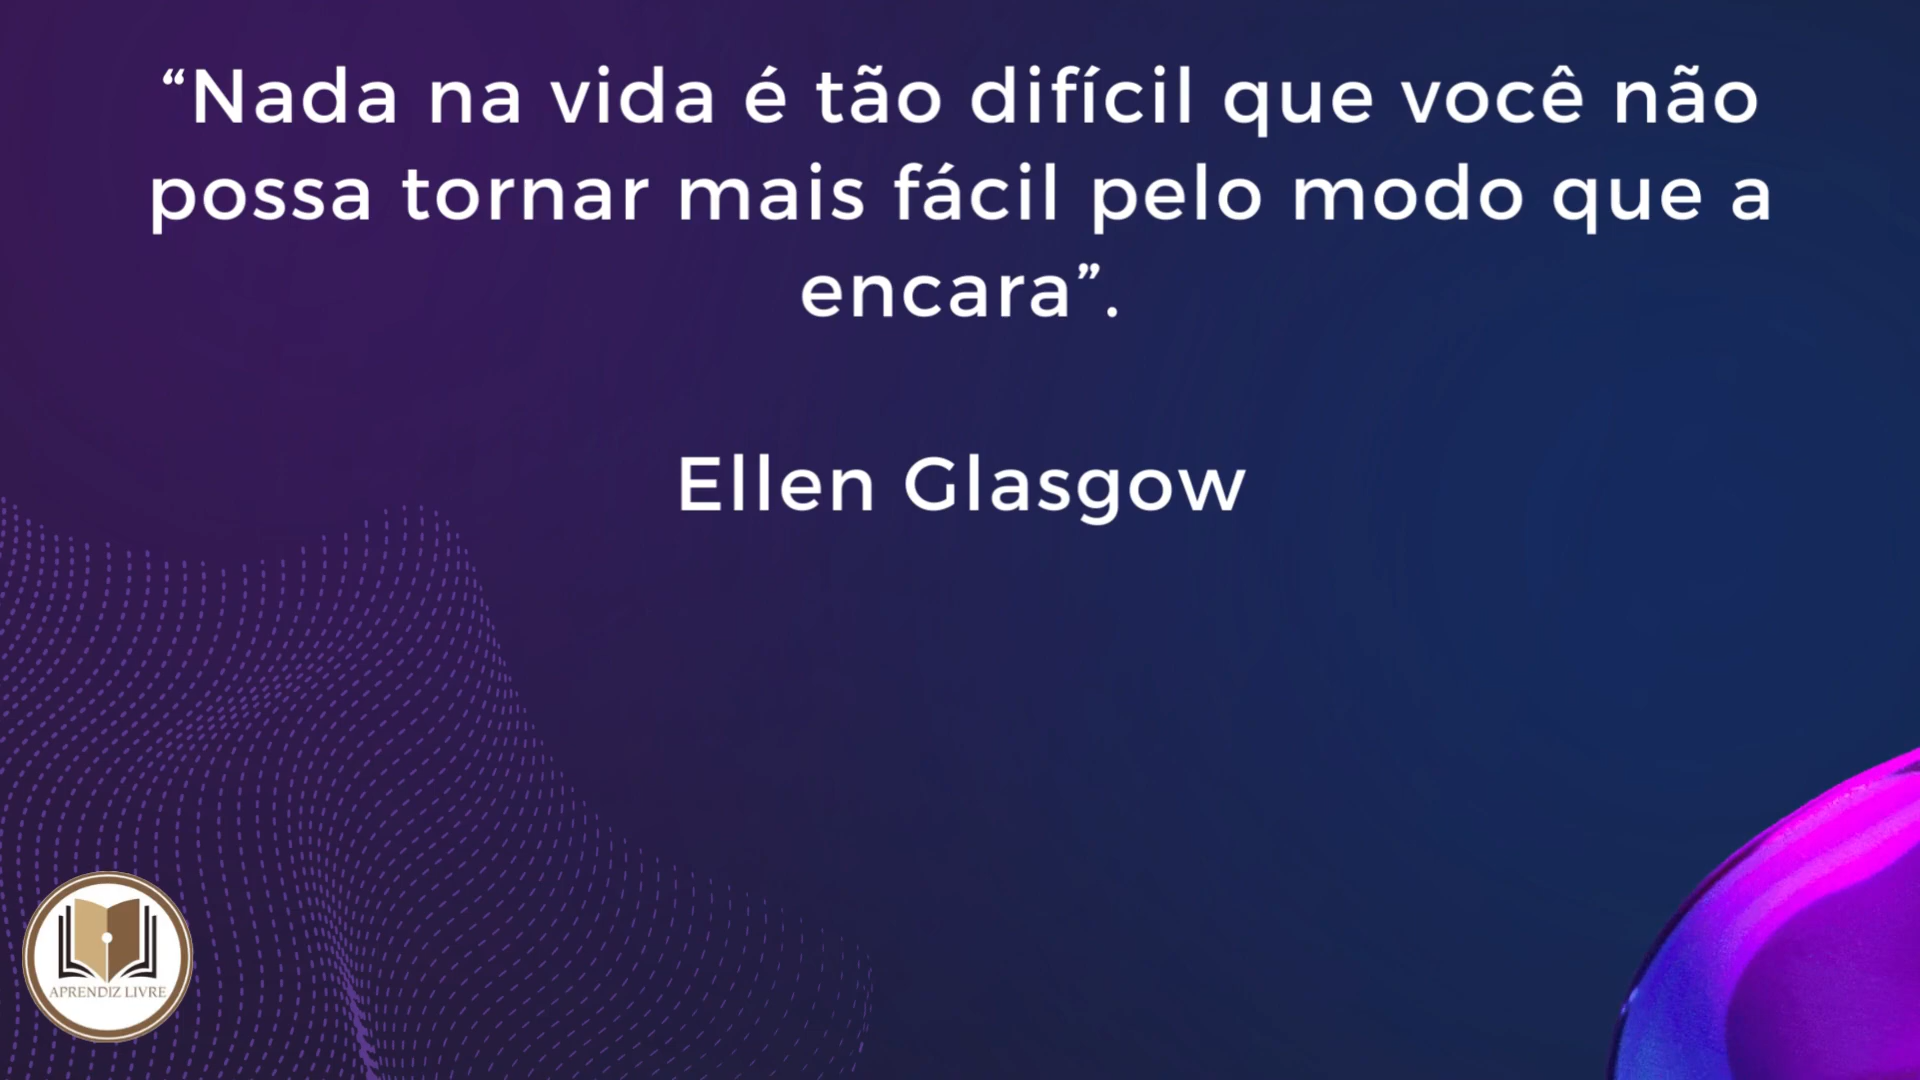 “Nada na vida é tão difícil que você não
possa tornar mais fácil pelo modo que a
encara”.
Ellen Glasgow
APRENDIZ LIVRE